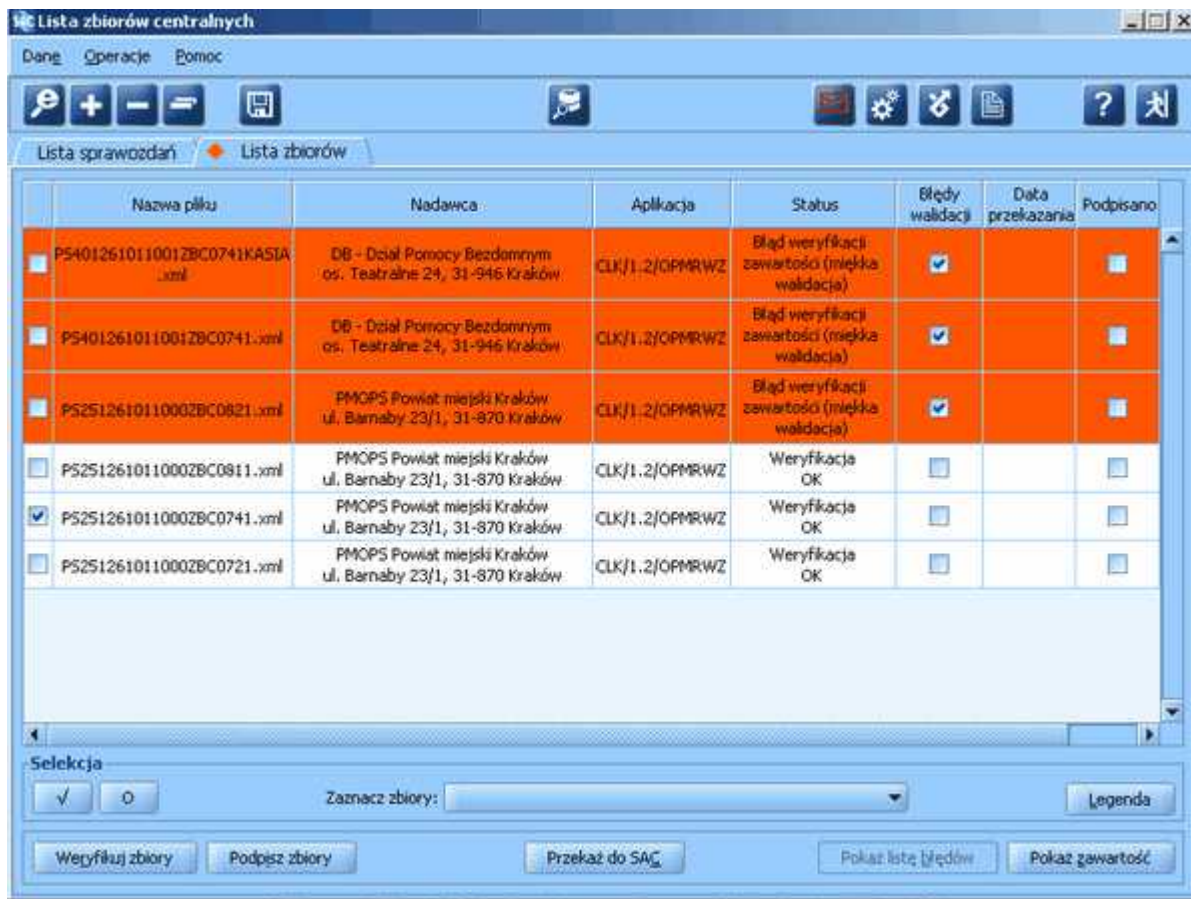 Lista zbiorów centralnych
Dane Operacje Pomoc
Lista sprawozdań Lista zbiorów
Nazwa pliku Nadawca Aplikacja Status Błędy walidacji Data przekazania Podpisano
PS401261011001ZBC0741KASIA
.xml
DB - Dział Pomocy Bezdomnym
os. Teatralne 24, 31-946 Kraków
CLK/1.2/OPMRWZ
Błąd weryfikacji
zawartości (miękka
walidacja)
PS401261011001ZBC0741.xml
DB - Dział Pomocy Bezdomnym
os. Teatralne 24, 31-946 Kraków
CLK/1.2/OPMRWZ
Błąd weryfikacji
zawartości (miękka
walidacja)
PS251261011000ZBC0821.xml
PMOPS Powiat miejski Kraków
ul. Barnaby 23/1, 31-870 Kraków
CLK/1.2/OPMRWZ
Błąd weryfikacji
zawartości (miękka
walidacja)
PS251261011000ZBC0811.xml
PMOPS Powiat miejski Kraków
ul. Barnaby 23/1, 31-870 Kraków
CLK/1.2/OPMRWZ
Weryfikacja
OK
PS251261011000ZBC0741.xml
PMOPS Powiat miejski Kraków
ul. Barnaby 23/1, 31-870 Kraków
CLK/1.2/OPMRWZ
Weryfikacja
OK
PS251261011000ZBC0721.xml
PMOPS Powiat miejski Kraków
ul. Barnaby 23/1, 31-870 Kraków
CLK/1.2/OPMRWZ
Weryfikacja
OK
Selekcja
√ O Zaznacz zbiory: Legenda
Weryfikuj zbiory Podpisz zbiory Przekaż do SAC Pokaż listę błędów Pokaż zawartość